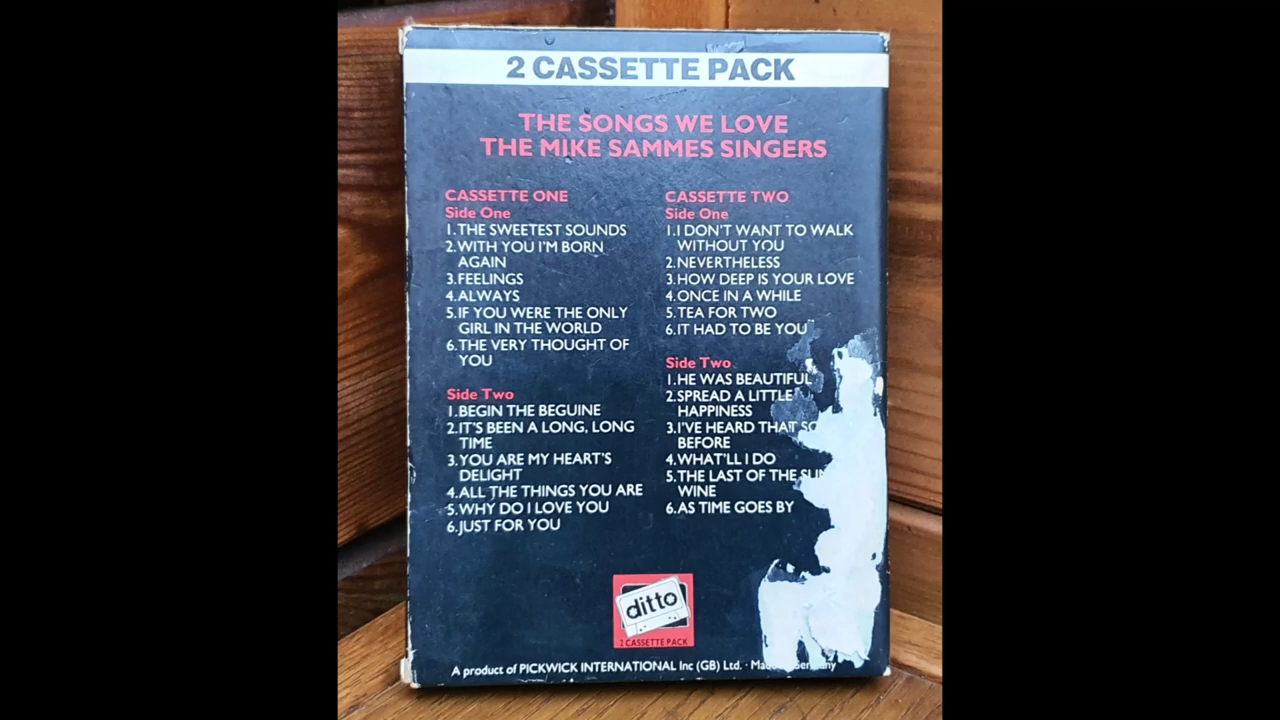 2 CASSETTE PACK
THE SONGS WE LOVE
THE MIKE SAMMES SINGERS
CASSETTE ONE
Side One
1.THE SWEETEST SOUNDS
2.WITH YOU I'M BORN
AGAIN
3.FEELINGS
4.ALWAYS
5.IF YOU WERE THE ONLY
GIRL IN THE WORLD
6.THE VERY THOUGHT OF
YOU
Side Two
1.BEGIN THE BEGUINE
2.IT'S BEEN A LONG, LONG
TIME
3.YOU ARE MY HEART'S
DELIGHT
4.ALL THE THINGS YOU ARE
5.WHY DO I LOVE YOU
6.JUST FOR YOU
CASSETTE TWO
Side One
1.I DON'T WANT TO WALK
WITHOUT YOU
2.NEVERTHELESS
3.HOW DEEP IS YOUR LOVE
4.ONCE IN A WHILE
5.TEA FOR TWO
6.IT HAD TO BE YOU
Side Two
1.HE WAS BEAUTIFUL
2.SPREAD A LITTLE
HAPPINESS
3.I'VE HEARD THAT
BEFORE
4.WHAT'LL I DO
5.THE LAST OF THE
WINE
6.AS TIME GOES BY
ditto
2 CASSETTE PACK
A product of PICKWICK INTERNATIONAL Inc (GB) Ltd. ·